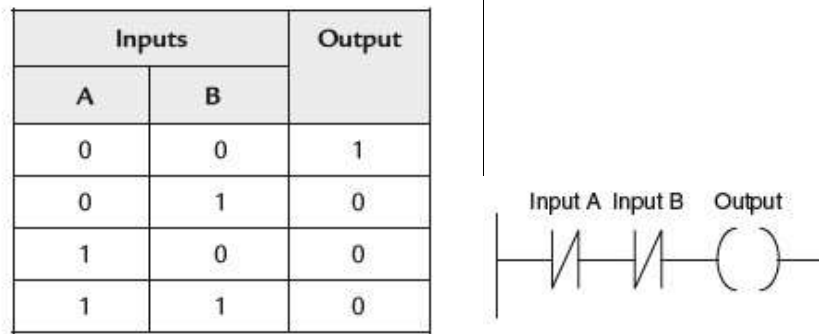 Inputs Output
A B
0 0 1
0 1 0
1 0 0
1 1 0
Input A Input B Output